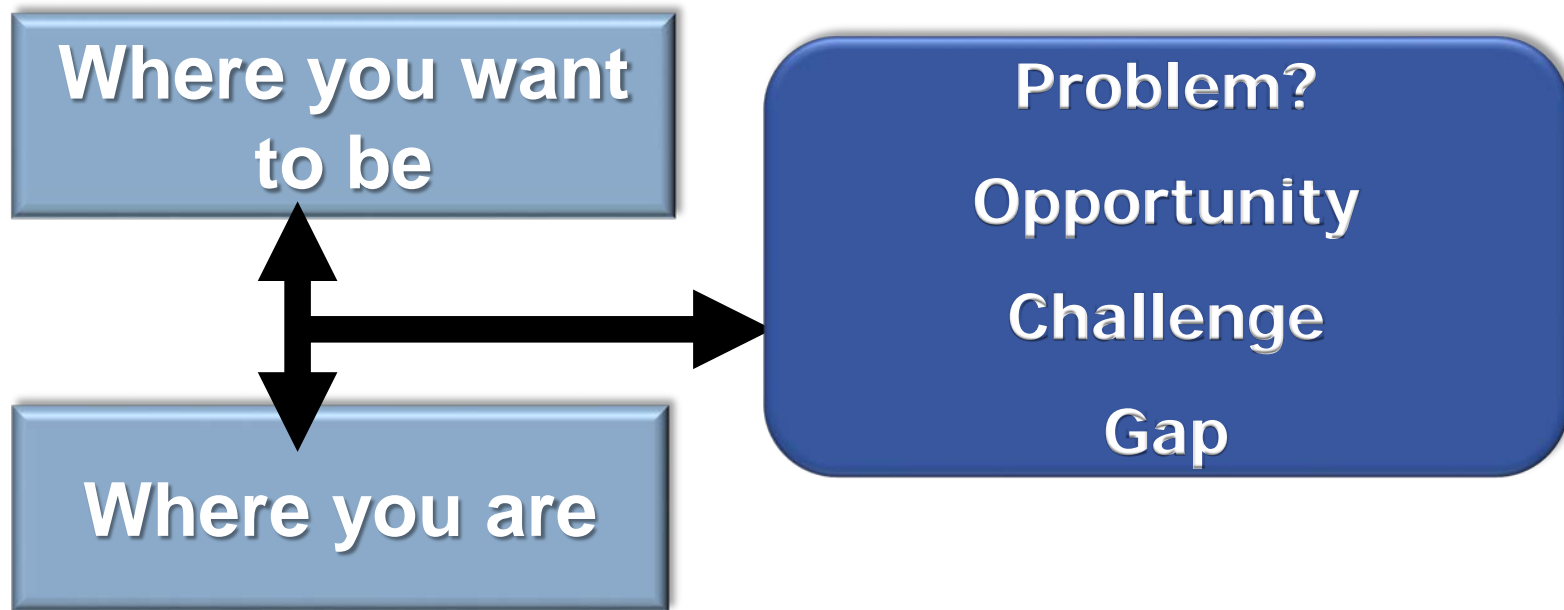 Where you want
to be
Where you are
Problem?
Opportunity
Challenge
Gap